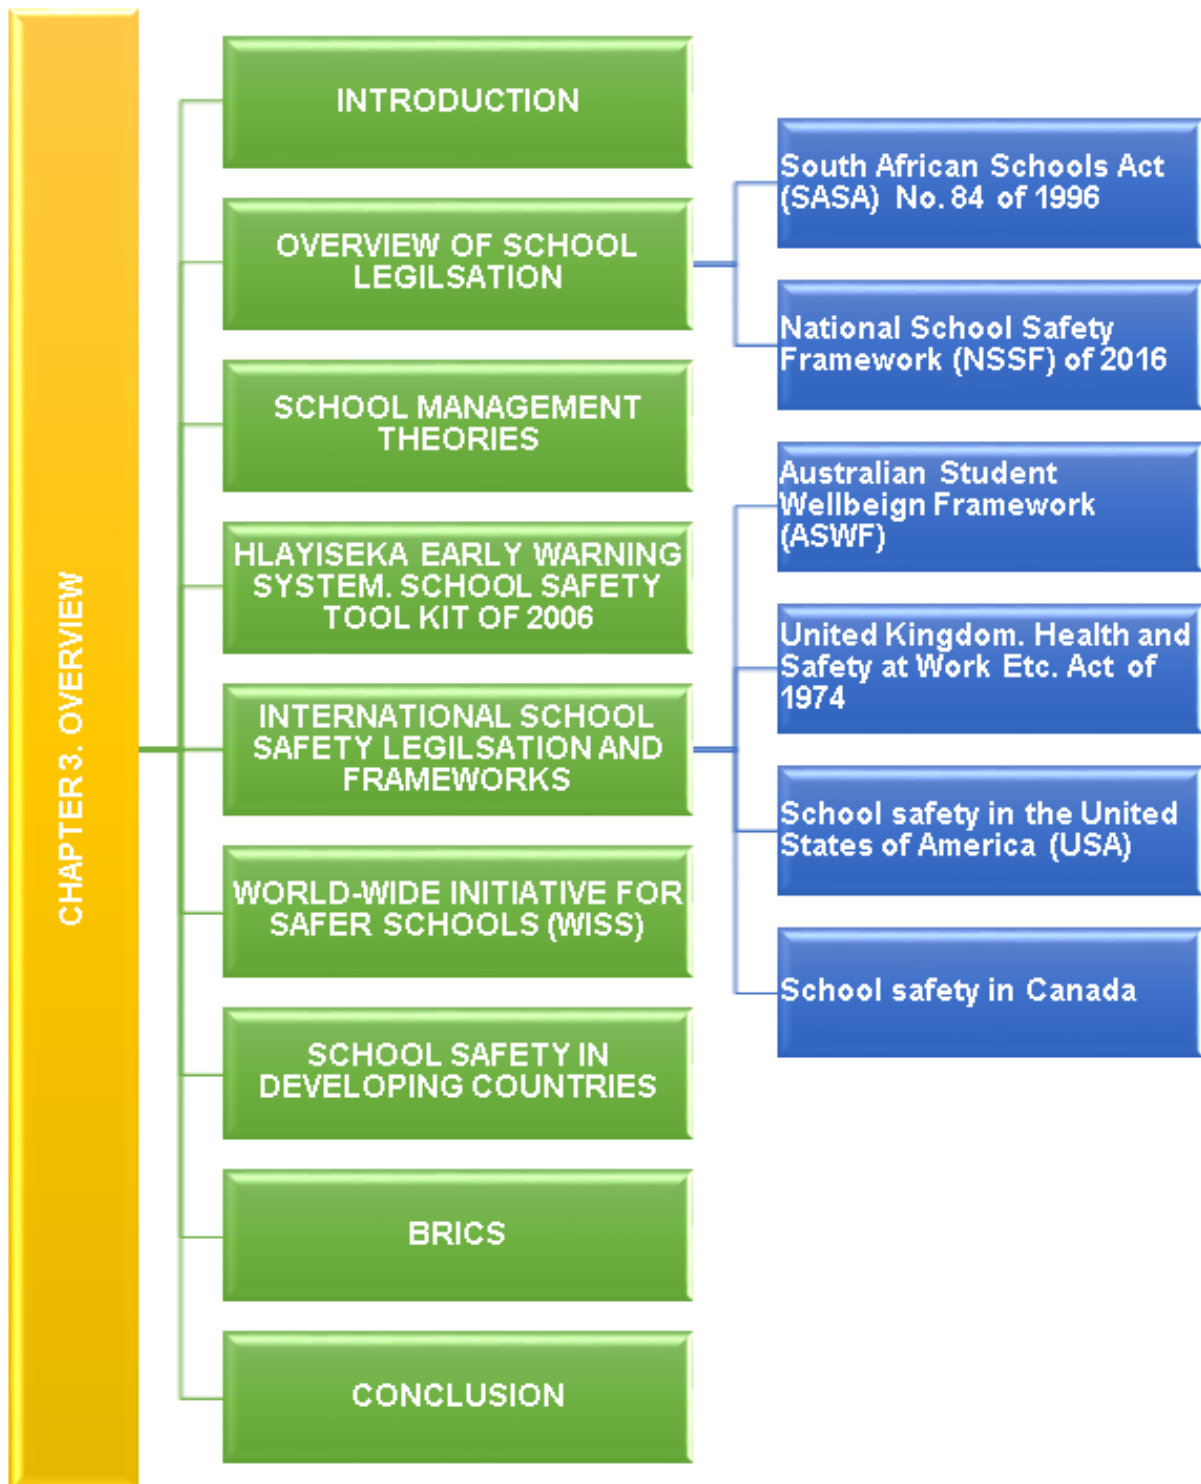 CHAPTER 3. OVERVIEW
INTRODUCTION
OVERVIEW OF SCHOOL
LEGILSATION
South African Schools Act
(SASA) No. 84 of 1996
National School Safety
Framework (NSSF) of 2016
SCHOOL MANAGEMENT
THEORIES
HLAYISEKA EARLY WARNING
SYSTEM. SCHOOL SAFETY
TOOL KIT OF 2006
INTERNATIONAL SCHOOL
SAFETY LEGILSATION AND
FRAMEWORKS
Australian Student
Wellbeign Framework
(ASWF)
United Kingdom. Health and
Safety at Work Etc. Act of
1974
School safety in the United
States of America (USA)
School safety in Canada
WORLD-WIDE INITIATIVE FOR
SAFER SCHOOLS (WISS)
SCHOOL SAFETY IN
DEVELOPING COUNTRIES
BRICS
CONCLUSION